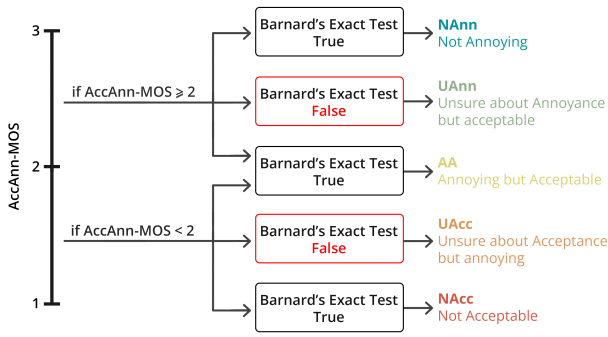 3
2
1
AccAnn-MOS
if AccAnn-MOS ⩾ 2
if AccAnn-MOS < 2
Barnard's Exact Test
True
NAnn
Not Annoying
Barnard's Exact Test
False
UAnn
Unsure about Annoyance
but acceptable
Barnard's Exact Test
True
AA
Annoying but Acceptable
Barnard's Exact Test
False
UAcc
Unsure about Acceptance
but annoying
Barnard's Exact Test
True
NAcc
Not Acceptable